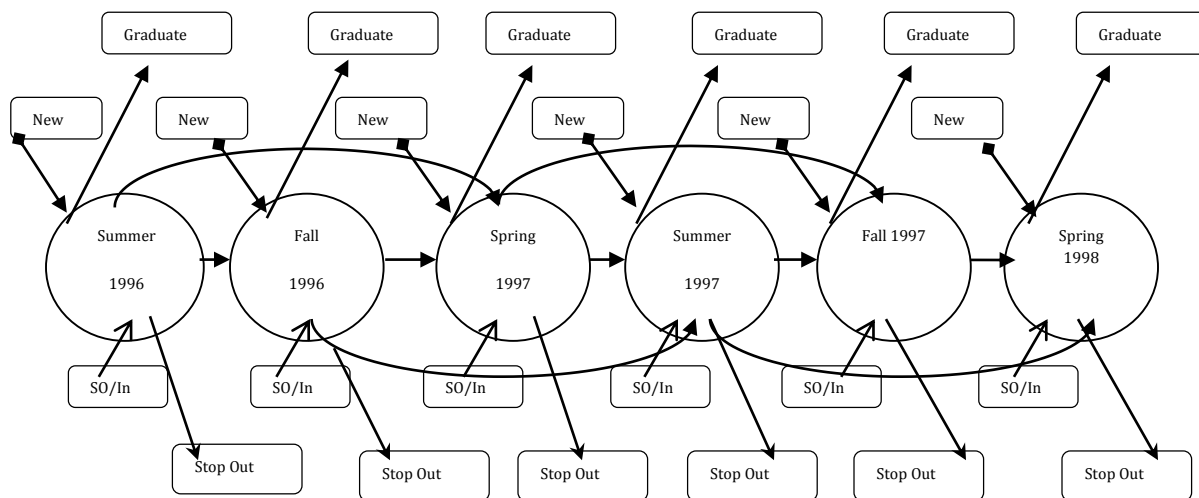 Graduate
Graduate
Graduate
Graduate
Graduate
Graduate
New
New
New
New
New
New
Summer
1996
Fall
1996
Spring
1997
Summer
1997
Fall 1997
Spring
1998
SO/In
SO/In
SO/In
SO/In
SO/In
SO/In
Stop Out
Stop Out
Stop Out
Stop Out
Stop Out
Stop Out